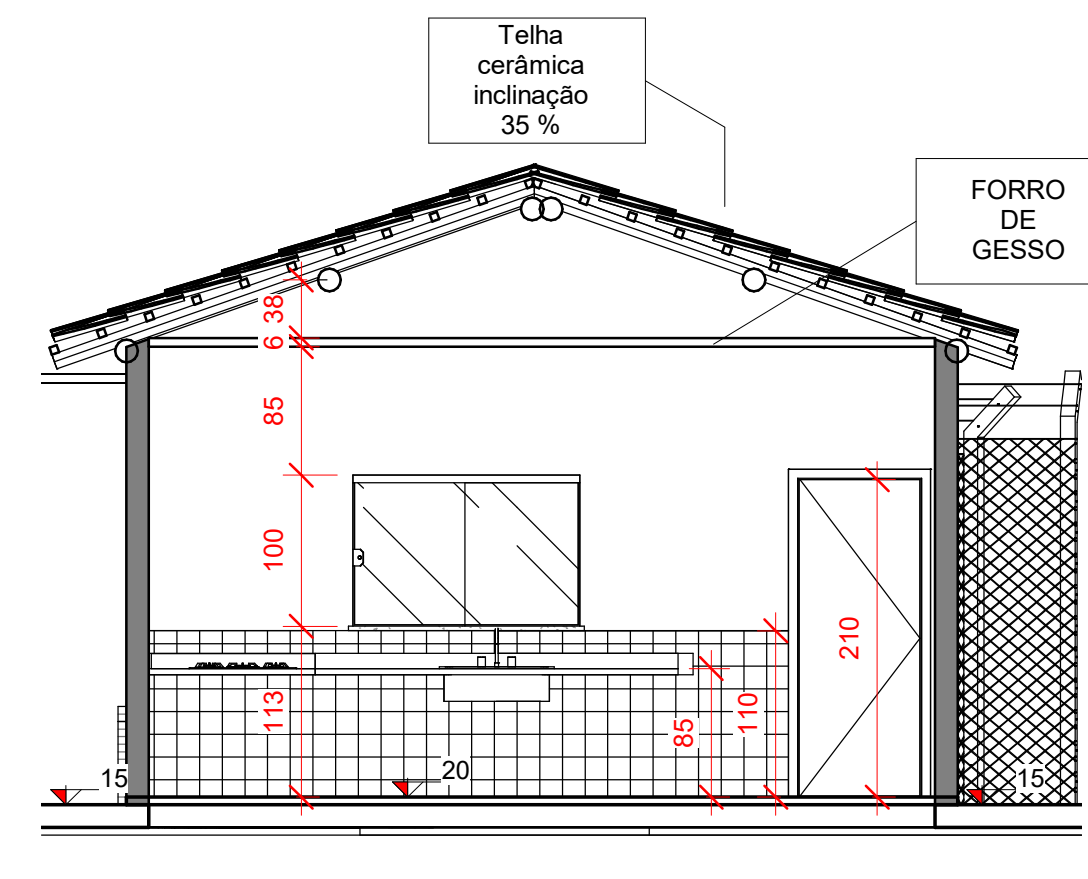 Telha
cerâmica
inclinação
35 %
FORRO
DE
GESSO
38
6
85
100
113
85
110
210
15
20
15